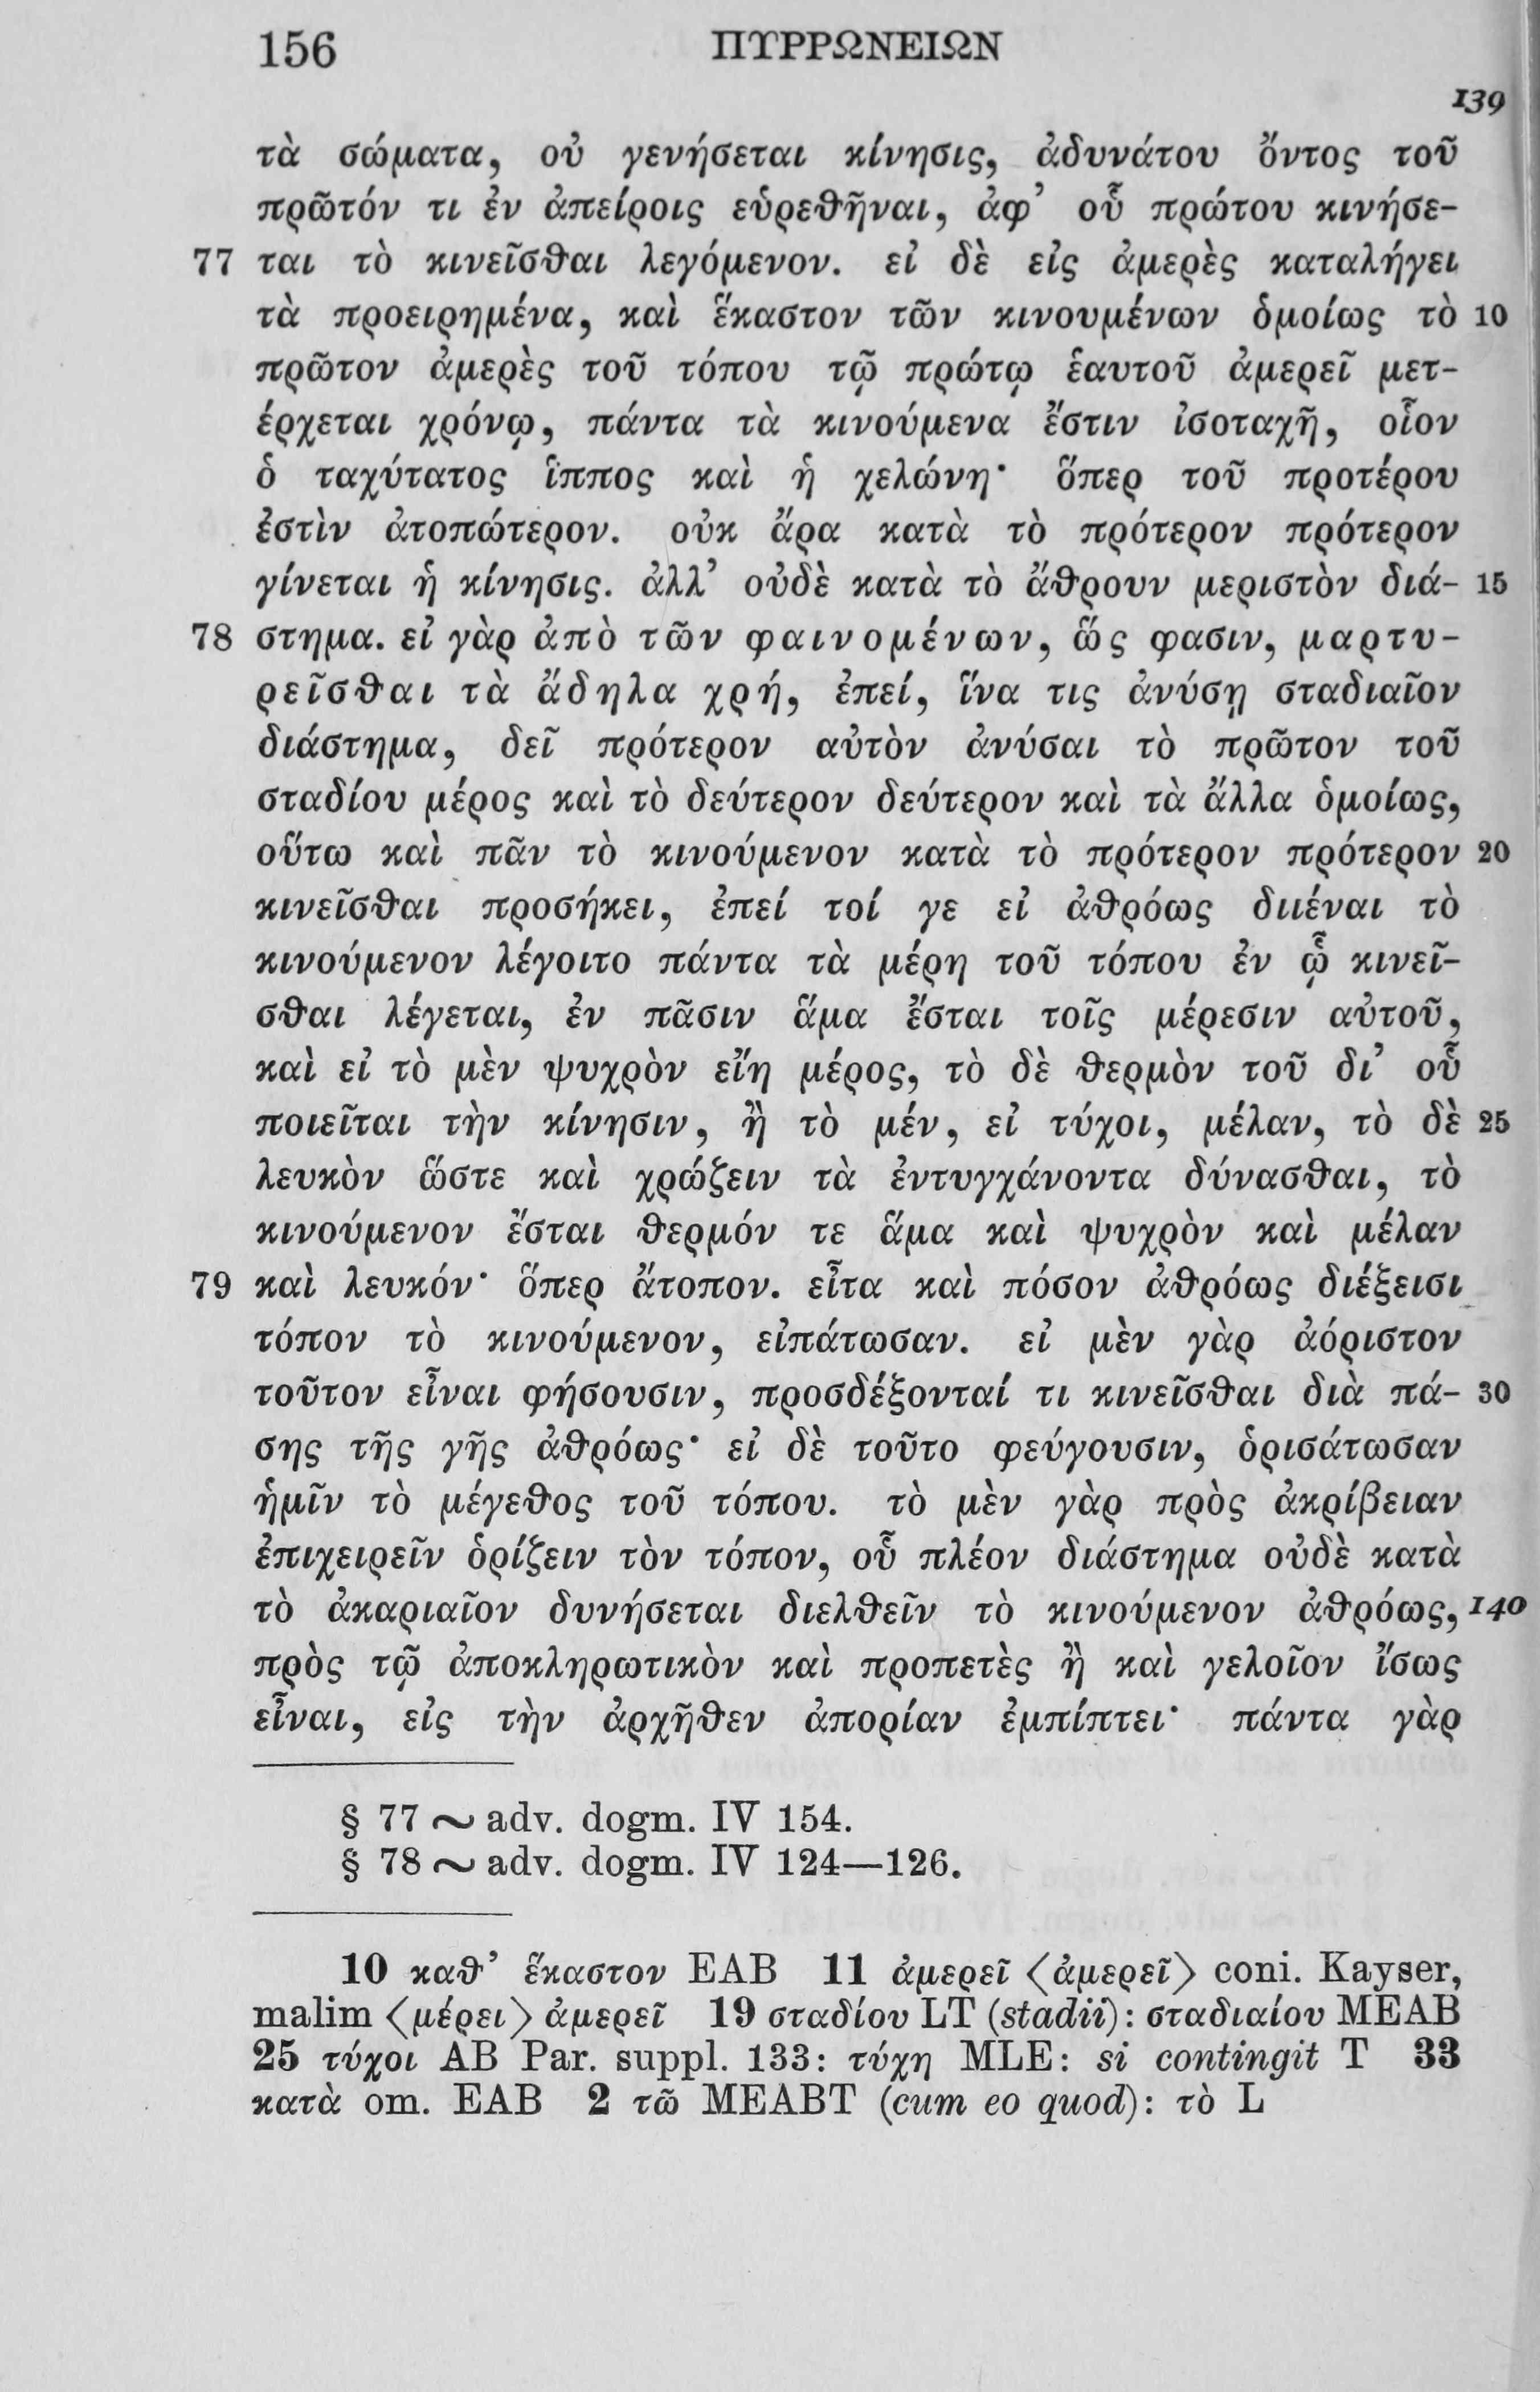 156 ΠΥΡΡΩΝΕΙΩΝ
139
τὰ σώματα, οὐ γενήσεται κίνησις, ἀδυνάτου ὄντος τοῦ
πρῶτόν τι ἐν ἀπείροις εὑρεθῆναι, ἀφ’ οὗ πρώτου κινήσε-
77 ται τὸ κινεῖσθαι λεγόμενον. εἰ δὲ εἰς ἀμερὲς καταλήγει
τὰ προειρημένα, καὶ ἕκαστον τῶν κινουμένων ὁμοίως τὸ 10
πρῶτον ἀμερὲς τοῦ τόπου τῷ πρώτῳ ἑαυτοῦ ἀμερεῖ μετ-
έρχεται χρόνῳ, πάντα τὰ κινούμενα ἔστιν ἰσοταχῆ, οἷον
ὁ ταχύτατος ἵππος καὶ ἡ χελώνη· ὅπερ τοῦ προτέρου
ἐστὶν ἀτοπώτερον. οὐκ ἄρα κατὰ τὸ πρότερον πρότερον
γίνεται ἡ κίνησις. ἀλλ’ οὐδὲ κατὰ τὸ ἄθρουν μεριστὸν διά- 15
78 στημα. εἰ γὰρ ἀπὸ τῶν φαινομένων, ὥς φασιν, μαρτυ-
ρεῖσθαι τὰ ἄδηλα χρή, ἐπεί, ἵνα τις ἀνύσῃ σταδιαῖον
διάστημα, δεῖ πρότερον αὐτὸν ἀνύσαι τὸ πρῶτον τοῦ
σταδίου μέρος καὶ τὸ δεύτερον δεύτερον καὶ τὰ ἄλλα ὁμοίως,
οὕτω καὶ πᾶν τὸ κινούμενον κατὰ τὸ πρότερον πρότερον 20
κινεῖσθαι προσήκει, ἐπεί τοί γε εἰ ἀθρόως διιέναι τὸ
κινούμενον λέγοιτο πάντα τὰ μέρη τοῦ τόπου ἐν ᾧ κινεῖ-
σθαι λέγεται, ἐν πᾶσιν ἅμα ἔσται τοῖς μέρεσιν αὐτοῦ,
καὶ εἰ τὸ μὲν ψυχρὸν εἴη μέρος, τὸ δὲ θερμὸν τοῦ δι’ οὗ
ποιεῖται τὴν κίνησιν, ἢ τὸ μέν, εἰ τύχοι, μέλαν, τὸ δὲ 25
λευκὸν ὥστε καὶ χρώζειν τὰ ἐντυγχάνοντα δύνασθαι, τὸ
κινούμενον ἔσται θερμόν τε ἅμα καὶ ψυχρὸν καὶ μέλαν
79 καὶ λευκόν· ὅπερ ἄτοπον. εἶτα καὶ πόσον ἀθρόως διέξεισι
τόπον τὸ κινούμενον, εἰπάτωσαν. εἰ μὲν γὰρ ἀόριστον
τοῦτον εἶναι φήσουσιν, προσδέξονταί τι κινεῖσθαι διὰ πά- 30
σης τῆς γῆς ἀθρόως· εἰ δὲ τοῦτο φεύγουσιν, ὁρισάτωσαν
ἡμῖν τὸ μέγεθος τοῦ τόπου. τὸ μὲν γὰρ πρὸς ἀκρίβειαν
ἐπιχειρεῖν ὁρίζειν τὸν τόπον, οὗ πλέον διάστημα οὐδὲ κατὰ
τὸ ἀκαριαῖον δυνήσεται διελθεῖν τὸ κινούμενον ἀθρόως, 140
πρὸς τῷ ἀποκληρωτικὸν καὶ προπετὲς ἢ καὶ γελοῖον ἴσως
εἶναι, εἰς τὴν ἀρχῆθεν ἀπορίαν ἐμπίπτει· πάντα γὰρ
§ 77 ~ adv. dogm. IV 154.
§ 78 ~ adv. dogm. IV 124—126.
10 καθ’ ἕκαστον EAB 11 ἀμερεῖ ⟨ἀμερεῖ⟩ coni. Kayser,
malim ⟨μέρει⟩ ἀμερεῖ 19 σταδίου LT (stadii): σταδιαίου MEAB
25 τύχοι AB Par. suppl. 133: τύχη MLE: si contingit T 33
κατὰ om. EAB 2 τῶ MEABT (cum eo quod): τὸ L